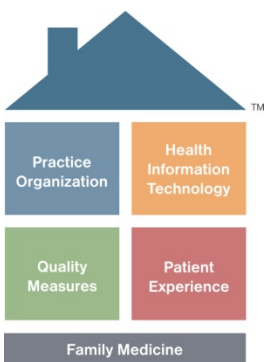 TM
Practice
Organization
Health
Information
Technology
Quality
Measures
Patient
Experience
Family Medicine